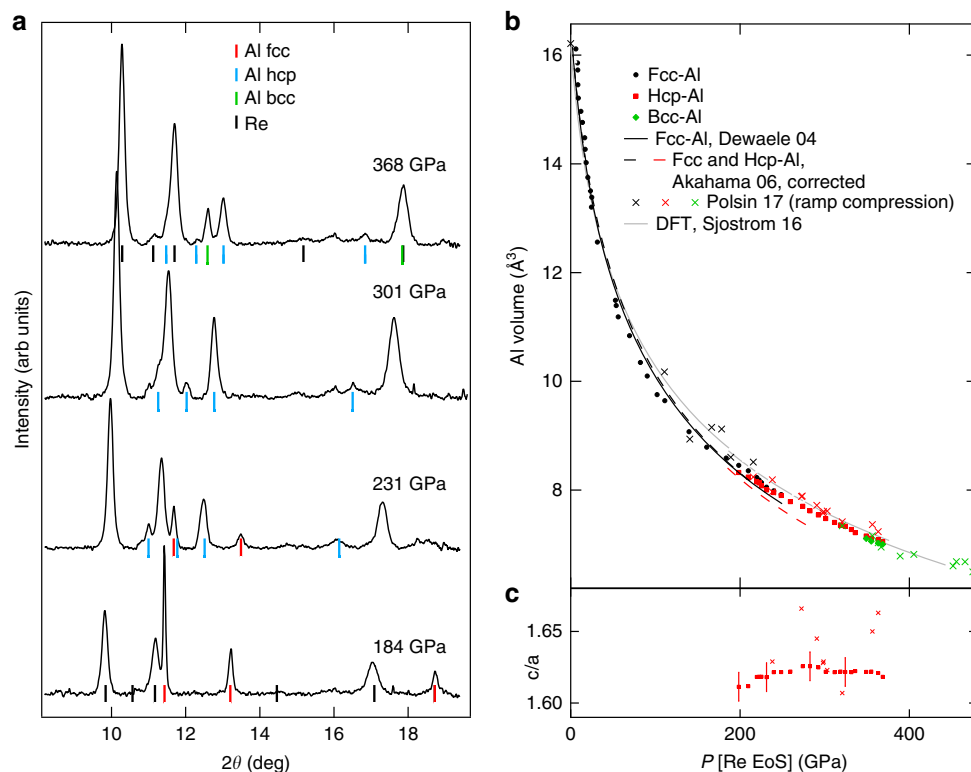 a
Al fcc
Al hcp
Al bcc
Re
368 GPa
301 GPa
231 GPa
184 GPa
Intensity (arb units)
10 12 14 16 18
2θ (deg)
b
16
14
12
10
8
Al volume (Å³)
Fcc-Al
Hcp-Al
Bcc-Al
Fcc-Al, Dewaele 04
Fcc and Hcp-Al,
Akahama 06, corrected
Polsin 17 (ramp compression)
DFT, Sjostrom 16
0 200 400
c
1.65
1.60
c/a
0 200 400
P [Re EoS] (GPa)